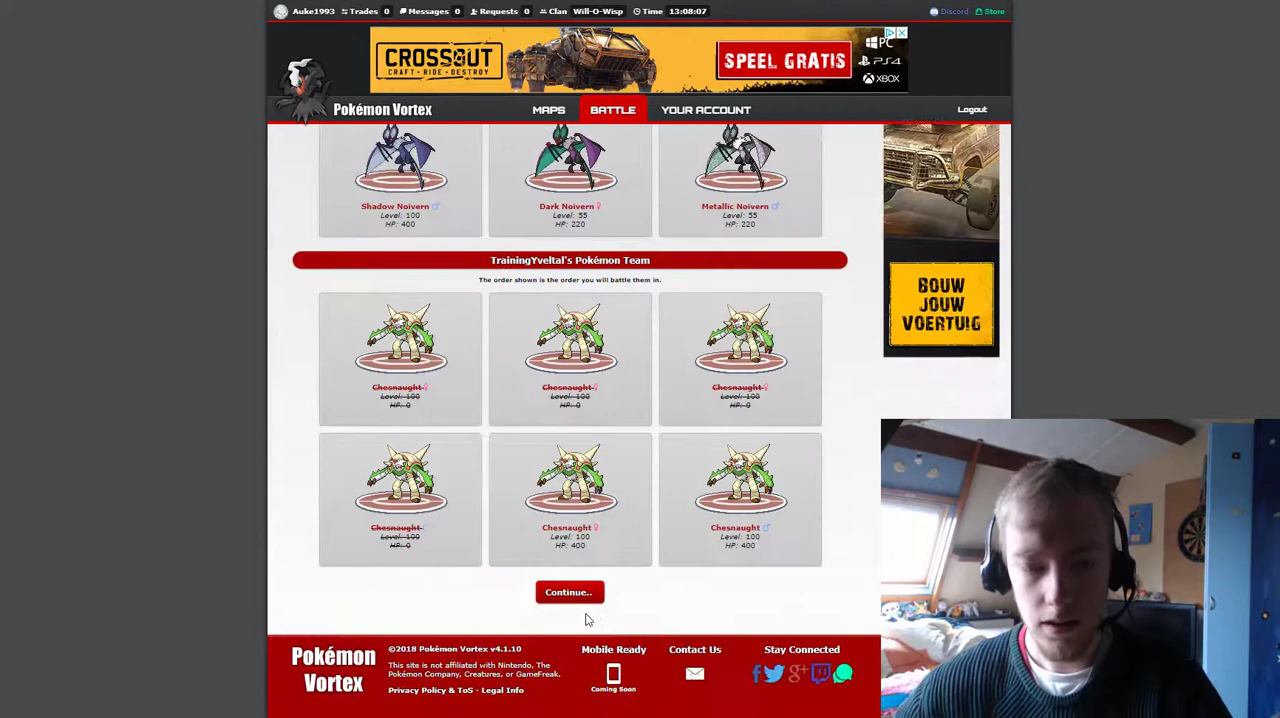 Auke1993 Trades 0 Messages 0 Requests 0 Clan Will-O-Wisp Time 13:08:07 Discord Store
CROSSOUT
CRAFT · RIDE · DESTROY
SPEEL GRATIS
PC
PS4
XBOX
Pokémon Vortex MAPS BATTLE YOUR ACCOUNT Logout
Shadow Noivern ♂ Dark Noivern ♀ Metallic Noivern ♂
Level: 100 Level: 55 Level: 55
HP: 400 HP: 220 HP: 220
TrainingYveltal's Pokémon Team
The order shown is the order you will battle them in.
Chesnaught ♀ Chesnaught ♀ Chesnaught ♀
Level: 100 Level: 100 Level: 100
HP: 0 HP: 0 HP: 0
Chesnaught Chesnaught ♀ Chesnaught ♂
Level: 100 Level: 100 Level: 100
HP: 0 HP: 400 HP: 400
BOUW
JOUW
VOERTUIG
Continue..
Pokémon
Vortex
©2018 Pokémon Vortex v4.1.10
This site is not affiliated with Nintendo, The
Pokémon Company, Creatures, or GameFreak.
Privacy Policy & ToS - Legal Info
Mobile Ready
Coming Soon
Contact Us
Stay Connected